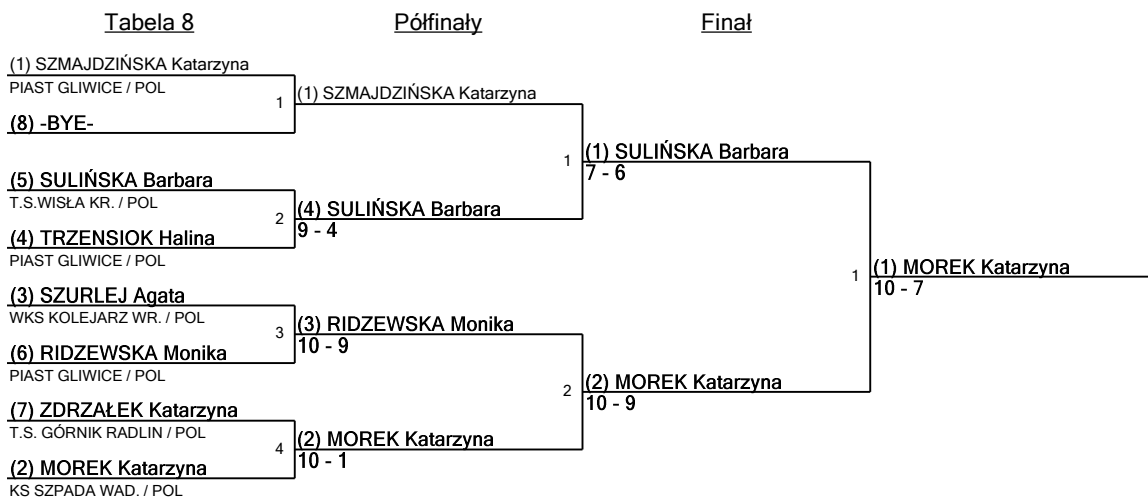 Tabela 8
Półfinały
Finał
(1) SZMAJDZIŃSKA Katarzyna
PIAST GLIWICE / POL
1
(8) -BYE-
(5) SULIŃSKA Barbara
T.S.WISŁA KR. / POL
2
(4) TRZENSIOK Halina
PIAST GLIWICE / POL
(3) SZURLEJ Agata
WKS KOLEJARZ WR. / POL
3
(6) RIDZEWSKA Monika
PIAST GLIWICE / POL
(7) ZDRZAŁEK Katarzyna
T.S. GÓRNIK RADLIN / POL
4
(2) MOREK Katarzyna
KS SZPADA WAD. / POL
(1) SZMAJDZIŃSKA Katarzyna
1
(4) SULIŃSKA Barbara
9 - 4
(3) RIDZEWSKA Monika
10 - 9
2
(2) MOREK Katarzyna
10 - 1
(1) SULIŃSKA Barbara
7 - 6
1
(2) MOREK Katarzyna
10 - 9
(1) MOREK Katarzyna
10 - 7